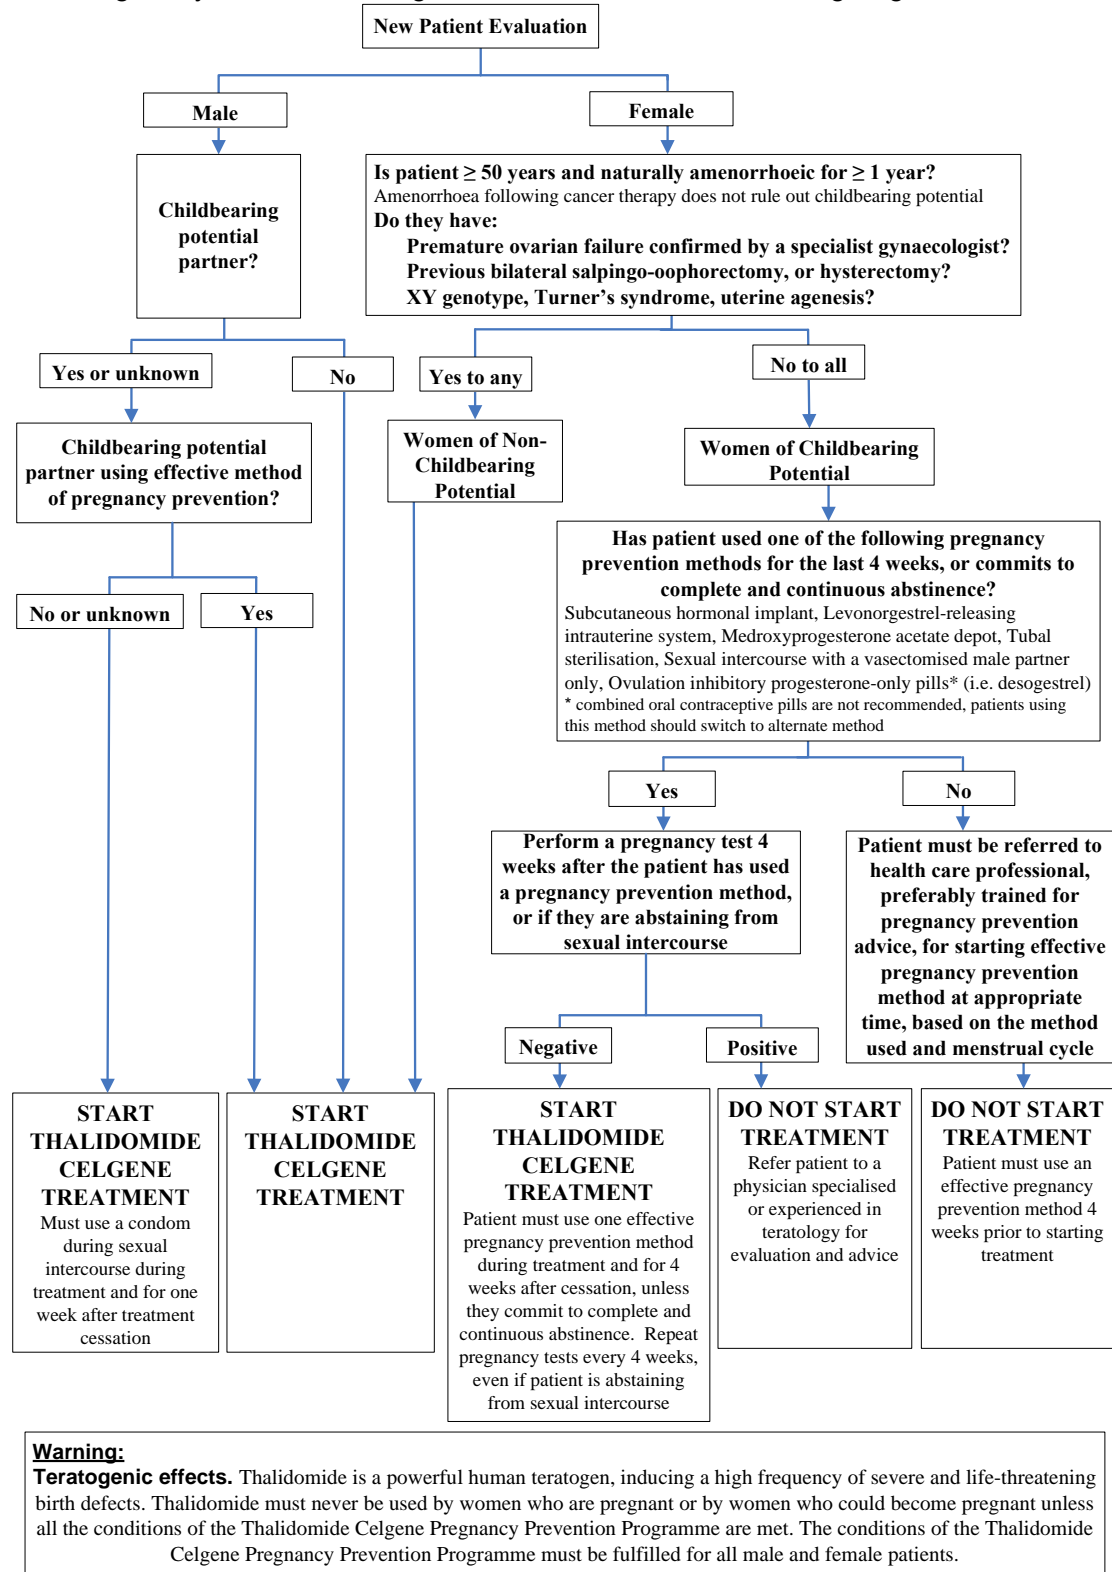 New Patient Evaluation
Male
Female
Childbearing
potential
partner?
Is patient ≥ 50 years and naturally amenorrhoeic for ≥ 1 year?
Amenorrhoea following cancer therapy does not rule out childbearing potential
Do they have:
Premature ovarian failure confirmed by a specialist gynaecologist?
Previous bilateral salpingo-oophorectomy, or hysterectomy?
XY genotype, Turner's syndrome, uterine agenesis?
Yes or unknown
No
Yes to any
No to all
Childbearing potential
partner using effective method
of pregnancy prevention?
Women of Non-
Childbearing
Potential
Women of Childbearing
Potential
Has patient used one of the following pregnancy
prevention methods for the last 4 weeks, or commits to
complete and continuous abstinence?
Subcutaneous hormonal implant, Levonorgestrel-releasing
intrauterine system, Medroxyprogesterone acetate depot, Tubal
sterilisation, Sexual intercourse with a vasectomised male partner
only, Ovulation inhibitory progesterone-only pills* (i.e. desogestrel)
* combined oral contraceptive pills are not recommended, patients using
this method should switch to alternate method
No or unknown
Yes
Yes
No
Perform a pregnancy test 4
weeks after the patient has used
a pregnancy prevention method,
or if they are abstaining from
sexual intercourse
Patient must be referred to
health care professional,
preferably trained for
pregnancy prevention
advice, for starting effective
pregnancy prevention
method at appropriate
time, based on the method
used and menstrual cycle
Negative
Positive
START
THALIDOMIDE
CELGENE
TREATMENT
Must use a condom
during sexual
intercourse during
treatment and for one
week after treatment
cessation
START
THALIDOMIDE
CELGENE
TREATMENT
START
THALIDOMIDE
CELGENE
TREATMENT
Patient must use one effective
pregnancy prevention method
during treatment and for 4
weeks after cessation, unless
they commit to complete and
continuous abstinence. Repeat
pregnancy tests every 4 weeks,
even if patient is abstaining
from sexual intercourse
DO NOT START
TREATMENT
Refer patient to a
physician specialised
or experienced in
teratology for
evaluation and advice
DO NOT START
TREATMENT
Patient must use an
effective pregnancy
prevention method 4
weeks prior to starting
treatment
Warning:
Teratogenic effects. Thalidomide is a powerful human teratogen, inducing a high frequency of severe and life-threatening
birth defects. Thalidomide must never be used by women who are pregnant or by women who could become pregnant unless
all the conditions of the Thalidomide Celgene Pregnancy Prevention Programme are met. The conditions of the Thalidomide
Celgene Pregnancy Prevention Programme must be fulfilled for all male and female patients.